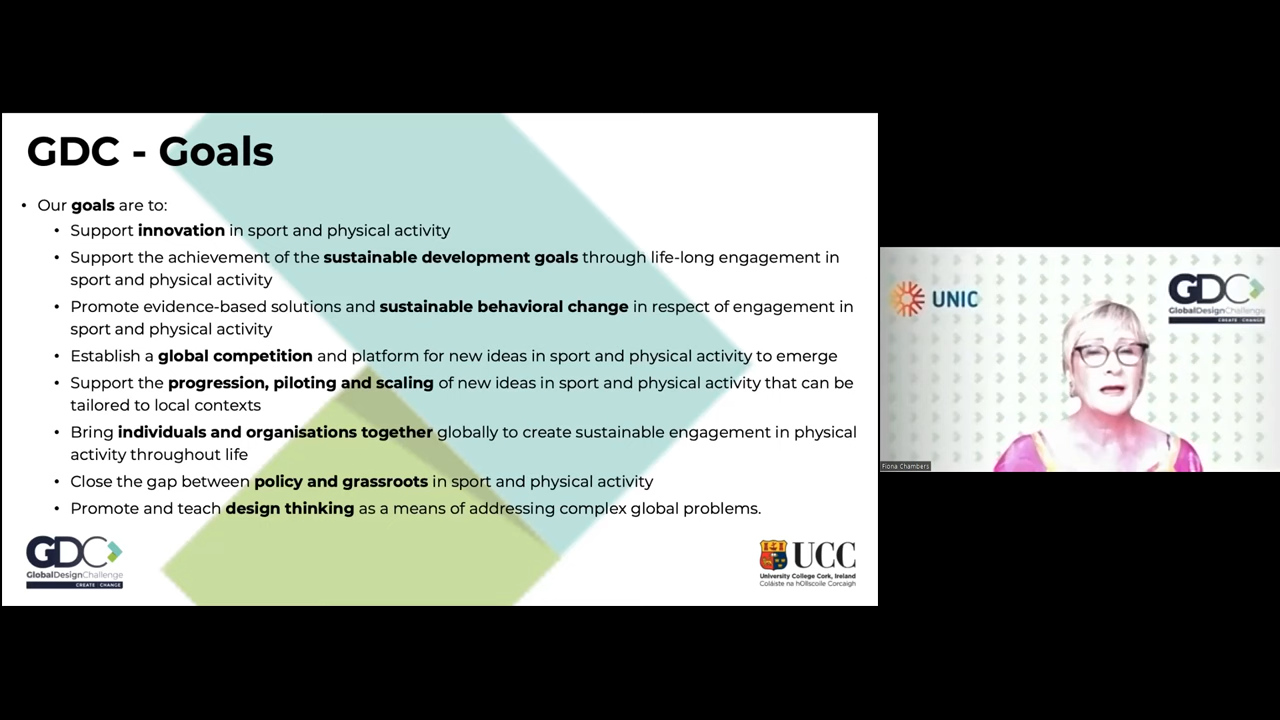 GDC - Goals
• Our goals are to:
• Support innovation in sport and physical activity
• Support the achievement of the sustainable development goals through life-long engagement in
sport and physical activity
• Promote evidence-based solutions and sustainable behavioral change in respect of engagement in
sport and physical activity
• Establish a global competition and platform for new ideas in sport and physical activity to emerge
• Support the progression, piloting and scaling of new ideas in sport and physical activity that can be
tailored to local contexts
• Bring individuals and organisations together globally to create sustainable engagement in physical
activity throughout life
• Close the gap between policy and grassroots in sport and physical activity
• Promote and teach design thinking as a means of addressing complex global problems.
GDC
GlobalDesignChallenge
CREATE CHANGE
UCC
University College Cork, Ireland
Coláiste na hOllscoile Corcaigh
UNIC
GDC
GlobalDesignChallenge
CREATE CHANGE
Fiona Chambers